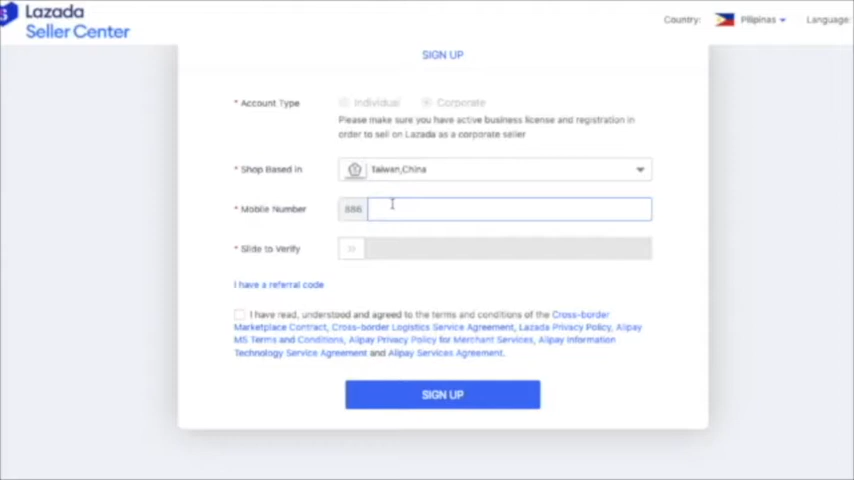 Lazada
Seller Center
Country: Pilipinas Language:
SIGN UP
* Account Type Individual Corporate
Please make sure you have active business license and registration in
order to sell on Lazada as a corporate seller
* Shop Based in Taiwan,China
* Mobile Number 886
* Slide to Verify
I have a referral code
I have read, understood and agreed to the terms and conditions of the Cross-border
Marketplace Contract, Cross-border Logistics Service Agreement, Lazada Privacy Policy, Alipay
MS Terms and Conditions, Alipay Privacy Policy for Merchant Services, Alipay Information
Technology Service Agreement and Alipay Services Agreement.
SIGN UP